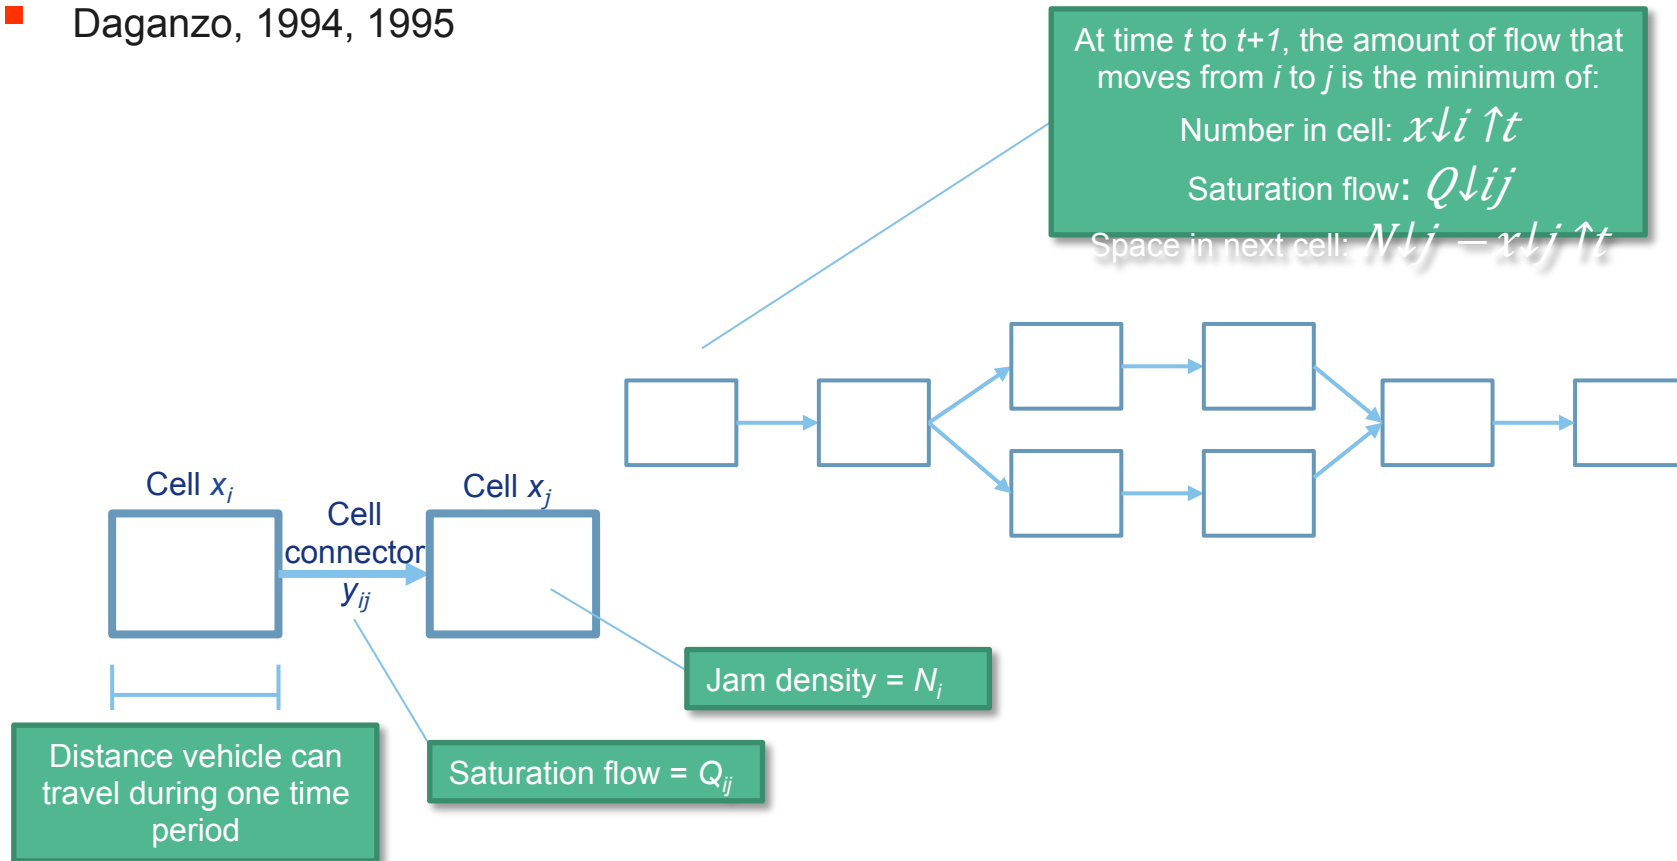 Daganzo, 1994, 1995
At time t to t+1, the amount of flow that
moves from i to j is the minimum of:
Number in cell: x↓i ↑t
Saturation flow: Q↓ij
Space in next cell: N↓j − x↓j ↑t
Cell xi
Cell xj
Cell
connector
yij
Jam density = Ni
Saturation flow = Qij
Distance vehicle can
travel during one time
period